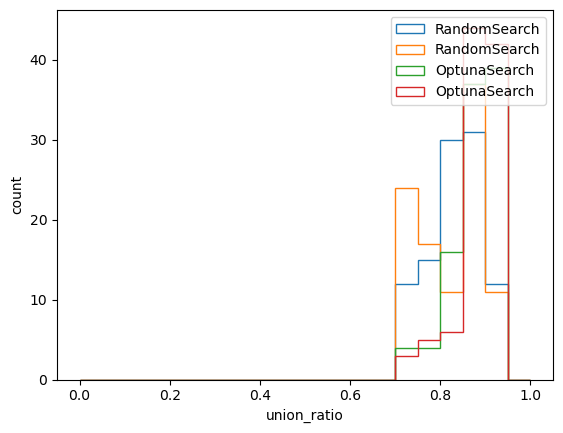 RandomSearch
RandomSearch
OptunaSearch
OptunaSearch
40
30
20
10
0
count
0.0 0.2 0.4 0.6 0.8 1.0
union_ratio